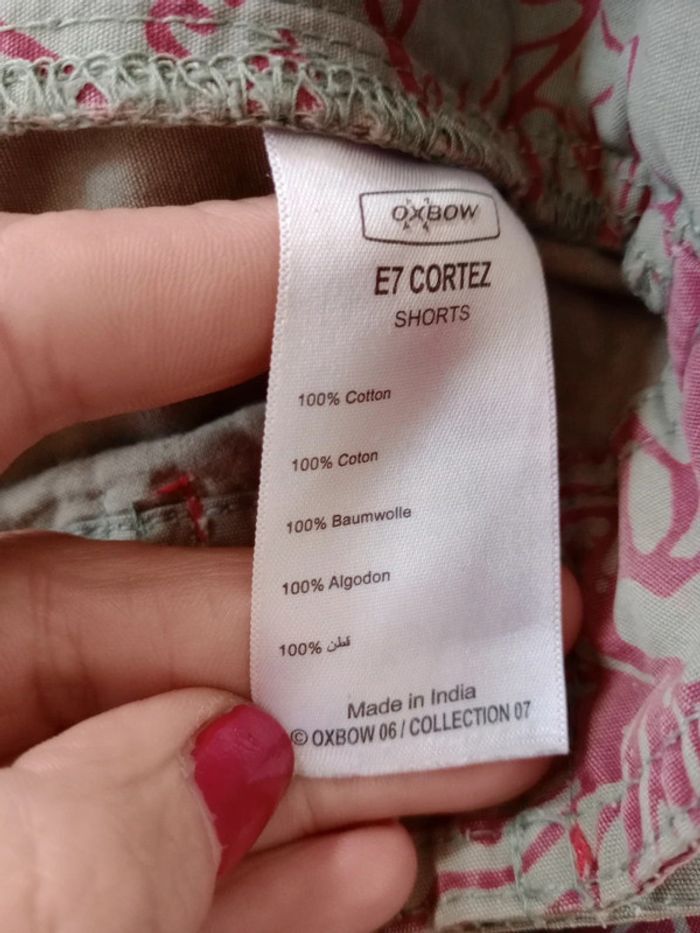 OXBOW
E7 CORTEZ
SHORTS
100% Cotton
100% Coton
100% Baumwolle
100% Algodon
100% قطن
Made in India
© OXBOW 06 / COLLECTION 07